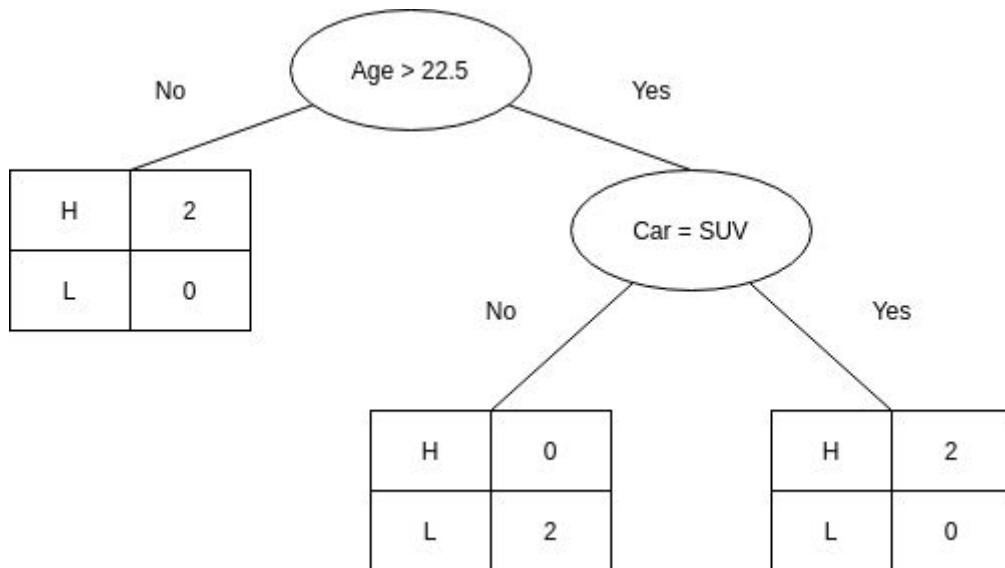 Age > 22.5
No
Yes
H 2
L 0
Car = SUV
No
Yes
H 0
L 2
H 2
L 0